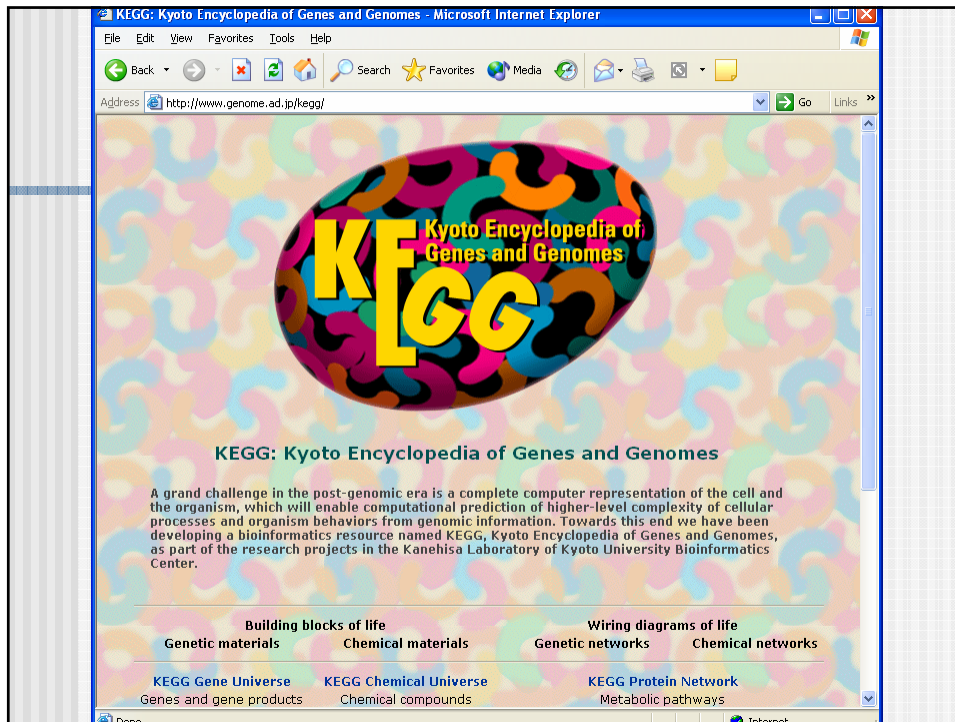 KEGG: Kyoto Encyclopedia of Genes and Genomes - Microsoft Internet Explorer
File Edit View Favorites Tools Help
Back Search Favorites Media
Address http://www.genome.ad.jp/kegg/ Go Links »
KEGG Kyoto Encyclopedia of
Genes and Genomes
KEGG: Kyoto Encyclopedia of Genes and Genomes
A grand challenge in the post-genomic era is a complete computer representation of the cell and
the organism, which will enable computational prediction of higher-level complexity of cellular
processes and organism behaviors from genomic information. Towards this end we have been
developing a bioinformatics resource named KEGG, Kyoto Encyclopedia of Genes and Genomes,
as part of the research projects in the Kanehisa Laboratory of Kyoto University Bioinformatics
Center.
Building blocks of life Wiring diagrams of life
Genetic materials Chemical materials Genetic networks Chemical networks
KEGG Gene Universe KEGG Chemical Universe KEGG Protein Network
Genes and gene products Chemical compounds Metabolic pathways
Done Internet